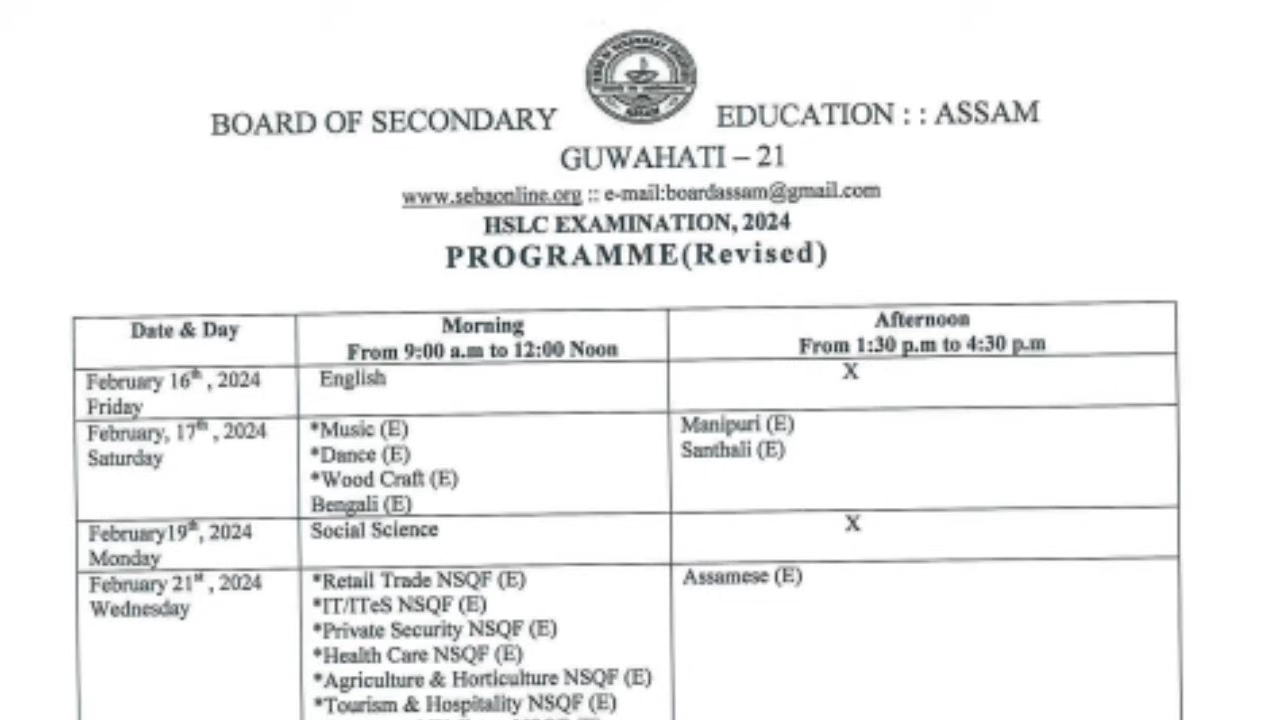 BOARD OF SECONDARY EDUCATION : : ASSAM
GUWAHATI – 21
www.sebaonline.org :: e-mail:boardassam@gmail.com
HSLC EXAMINATION, 2024
PROGRAMME(Revised)
Date & Day
Morning
From 9:00 a.m to 12:00 Noon
Afternoon
From 1:30 p.m to 4:30 p.m
February 16th , 2024
Friday
English
X
February, 17th , 2024
Saturday
*Music (E)
*Dance (E)
*Wood Craft (E)
Bengali (E)
Manipuri (E)
Santhali (E)
February19th, 2024
Monday
Social Science
X
February 21st , 2024
Wednesday
*Retail Trade NSQF (E)
*IT/ITeS NSQF (E)
*Private Security NSQF (E)
*Health Care NSQF (E)
*Agriculture & Horticulture NSQF (E)
*Tourism & Hospitality NSQF (E)
Assamese (E)